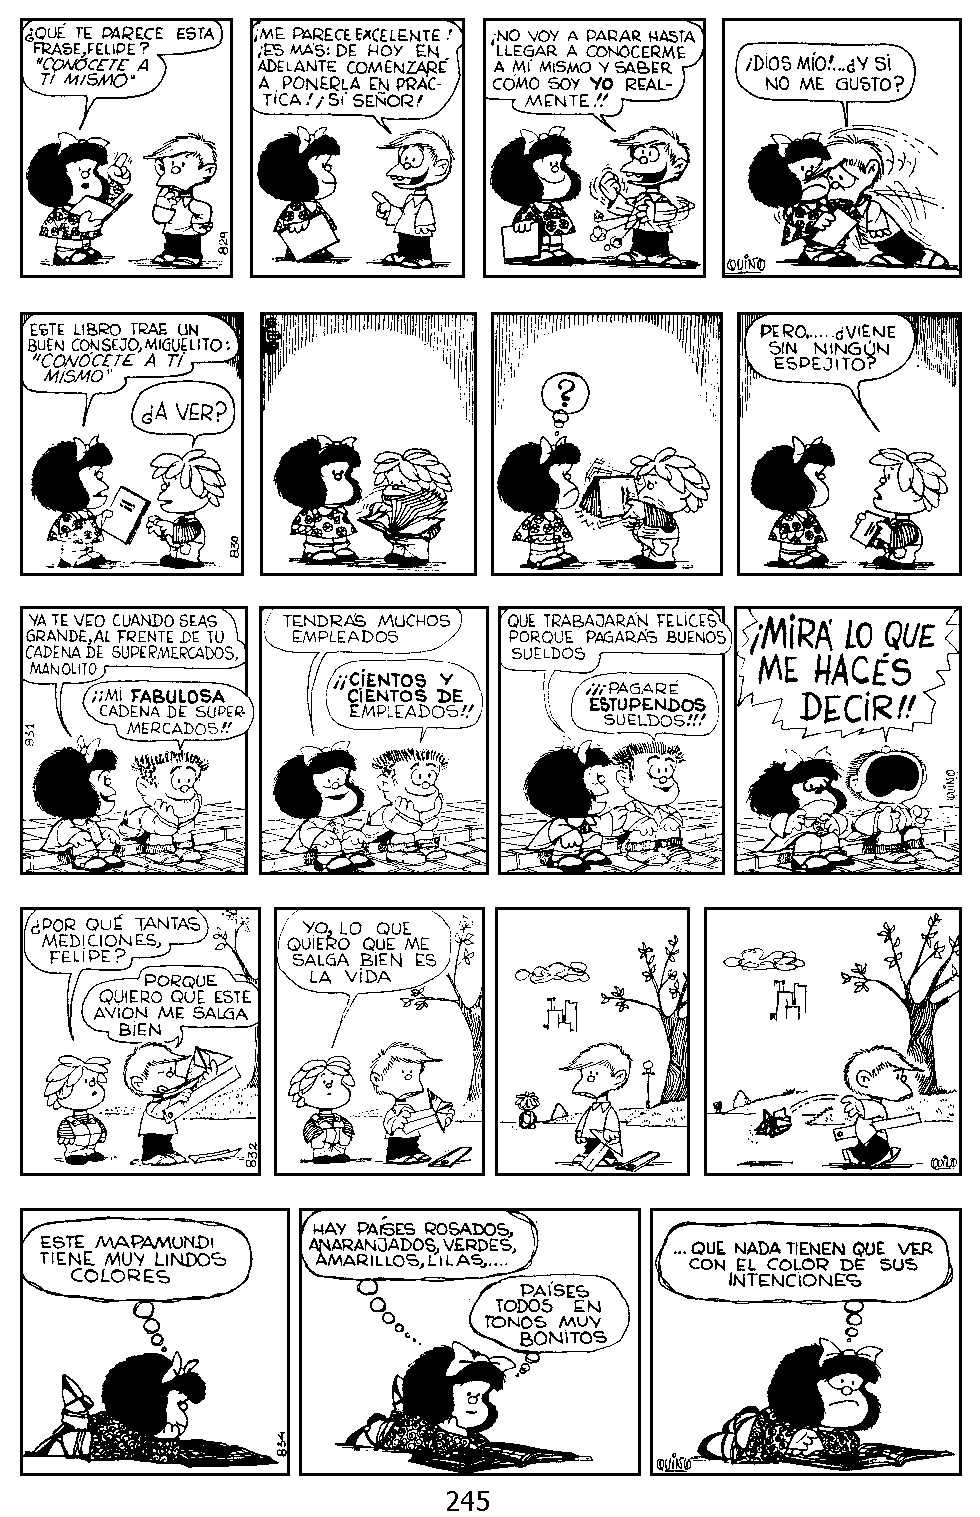 ¿QUÉ TE PARECE ESTA
FRASE, FELIPE?
"CONÓCETE A
TI MISMO"
829
¡ME PARECE EXCELENTE!
¡ES MAS: DE HOY EN
ADELANTE COMENZARÉ
A PONERLA EN PRÁC-
TICA! ¡SÍ SEÑOR!
¡NO VOY A PARAR HASTA
LLEGAR A CONOCERME
A MÍ MISMO Y SABER
CÓMO SOY YO REAL-
MENTE!!
¡DIOS MÍO!...¿Y SI
NO ME GUSTO?
QUINO
ESTE LIBRO TRAE UN
BUEN CONSEJO, MIGUELITO:
"CONÓCETE A TÍ
MISMO"
¿A VER?
830
?
PERO.....¿VIENE
SIN NINGÚN
ESPEJITO?
YA TE VEO CUANDO SEAS
GRANDE, AL FRENTE DE TU
CADENA DE SUPERMERCADOS,
MANOLITO
¡¡MI FABULOSA
CADENA DE SUPER-
MERCADOS!!
831
TENDRÁS MUCHOS
EMPLEADOS
¡¡CIENTOS Y
CIENTOS DE
EMPLEADOS!!
QUE TRABAJARÁN FELICES
PORQUE PAGARÁS BUENOS
SUELDOS
¡¡¡PAGARÉ
ESTUPENDOS
SUELDOS!!!
¡MIRÁ LO QUE
ME HACÉS
DECIR!!
QUINO
¿POR QUÉ TANTAS
MEDICIONES,
FELIPE?
PORQUE
QUIERO QUE ESTE
AVION ME SALGA
BIEN
832
YO, LO QUE
QUIERO QUE ME
SALGA BIEN ES
LA VIDA
QUINO
ESTE MAPAMUNDI
TIENE MUY LINDOS
COLORES
834
HAY PAÍSES ROSADOS,
ANARANJADOS, VERDES,
AMARILLOS, LILAS,....
PAÍSES
TODOS EN
TONOS MUY
BONITOS
...QUE NADA TIENEN QUE VER
CON EL COLOR DE SUS
INTENCIONES
QUINO
245